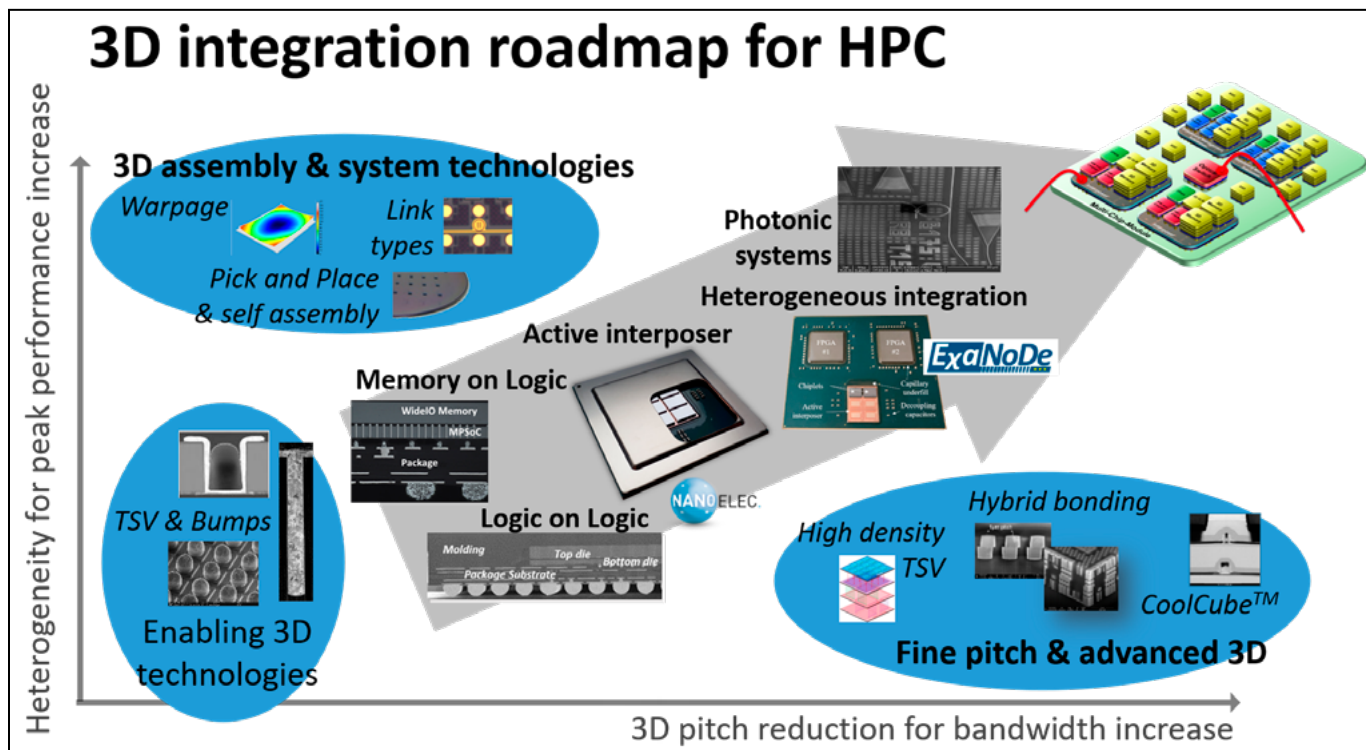 3D integration roadmap for HPC
Heterogeneity for peak performance increase
3D assembly & system technologies
Warpage
Link
types
Pick and Place
& self assembly
Photonic
systems
Multi-Chip-Module
Heterogeneous integration
FPGA
#1
FPGA
#2
Chiplets
Capillary
underfill
Active
interposer
Decoupling
capacitors
ExaNoDe
Active interposer
NANOELEC.
Memory on Logic
WideIO Memory
MPSoC
Package
Logic on Logic
Molding
Top die
Bottom die
Package Substrate
TSV & Bumps
Enabling 3D
technologies
Hybrid bonding
High density
TSV
CoolCube™
Fine pitch & advanced 3D
3D pitch reduction for bandwidth increase